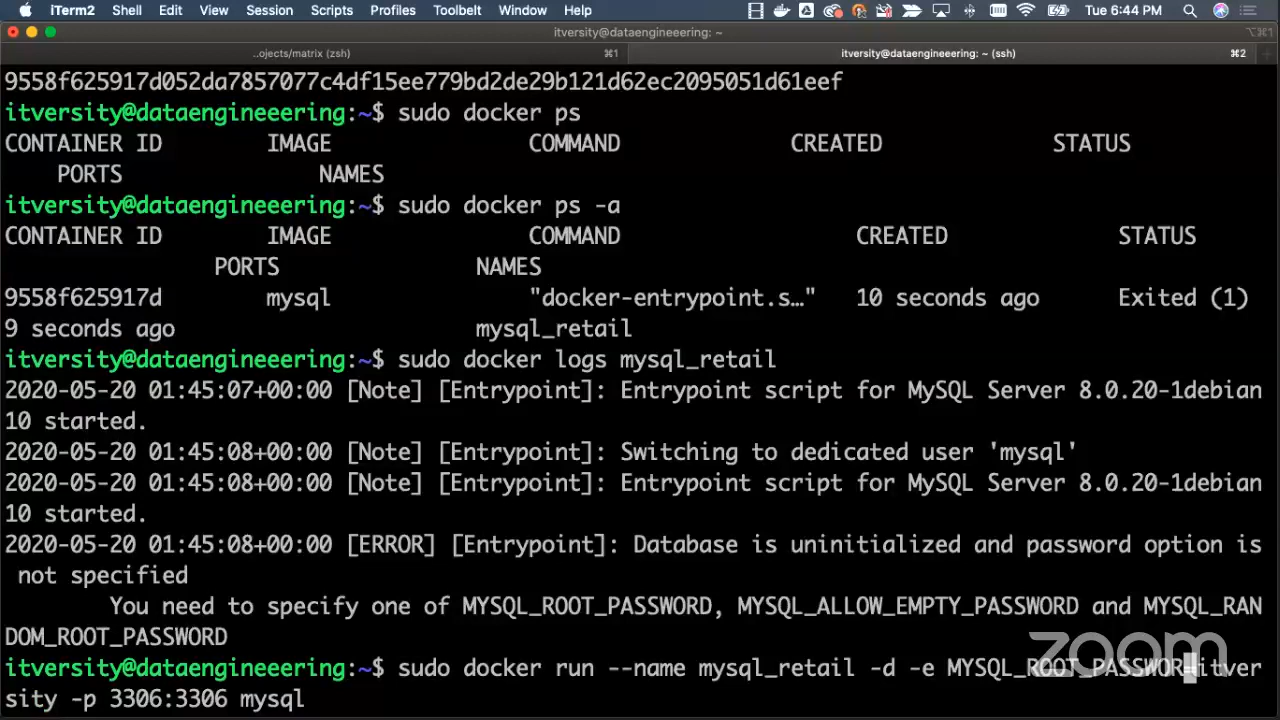 iTerm2 Shell Edit View Session Scripts Profiles Toolbelt Window Help Tue 6:44 PM
itversity@dataengineeering: ~ ⌥⌘1
..ojects/matrix (zsh) ⌘1 itversity@dataengineeering: ~ (ssh) ⌘2
9558f625917d052da7857077c4df15ee779bd2de29b121d62ec2095051d61eef
itversity@dataengineeering:~$ sudo docker ps
CONTAINER ID IMAGE COMMAND CREATED STATUS
PORTS NAMES
itversity@dataengineeering:~$ sudo docker ps -a
CONTAINER ID IMAGE COMMAND CREATED STATUS
PORTS NAMES
9558f625917d mysql "docker-entrypoint.s…" 10 seconds ago Exited (1)
9 seconds ago mysql_retail
itversity@dataengineeering:~$ sudo docker logs mysql_retail
2020-05-20 01:45:07+00:00 [Note] [Entrypoint]: Entrypoint script for MySQL Server 8.0.20-1debian
10 started.
2020-05-20 01:45:08+00:00 [Note] [Entrypoint]: Switching to dedicated user 'mysql'
2020-05-20 01:45:08+00:00 [Note] [Entrypoint]: Entrypoint script for MySQL Server 8.0.20-1debian
10 started.
2020-05-20 01:45:08+00:00 [ERROR] [Entrypoint]: Database is uninitialized and password option is
not specified
You need to specify one of MYSQL_ROOT_PASSWORD, MYSQL_ALLOW_EMPTY_PASSWORD and MYSQL_RAN
DOM_ROOT_PASSWORD
zoom
itversity@dataengineeering:~$ sudo docker run --name mysql_retail -d -e MYSQL_ROOT_PASSWOR=itver
sity -p 3306:3306 mysql